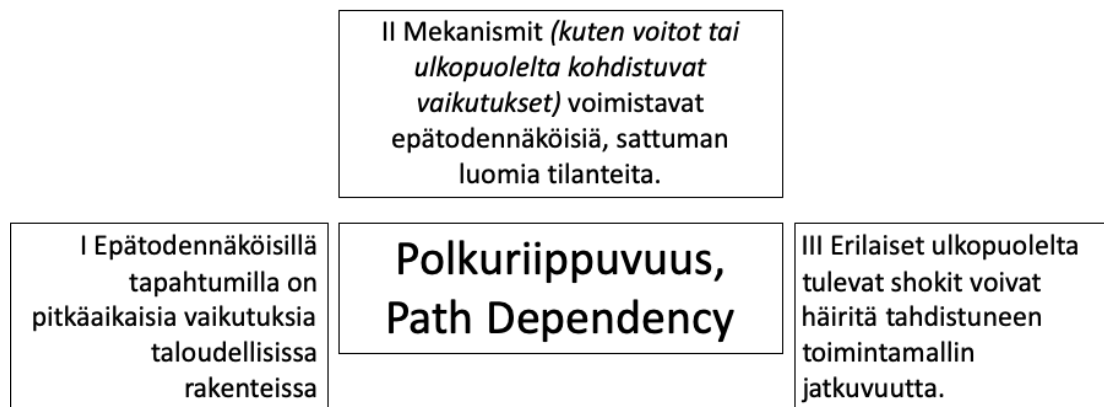 II Mekanismit (kuten voitot tai
ulkopuolelta kohdistuvat
vaikutukset) voimistavat
epätodennäköisiä, sattuman
luomia tilanteita.
I Epätodennäköisillä
tapahtumilla on
pitkäaikaisia vaikutuksia
taloudellisissa
rakenteissa
Polkuriippuvuus,
Path Dependency
III Erilaiset ulkopuolelta
tulevat shokit voivat
häiritä tahdistuneen
toimintamallin
jatkuvuutta.